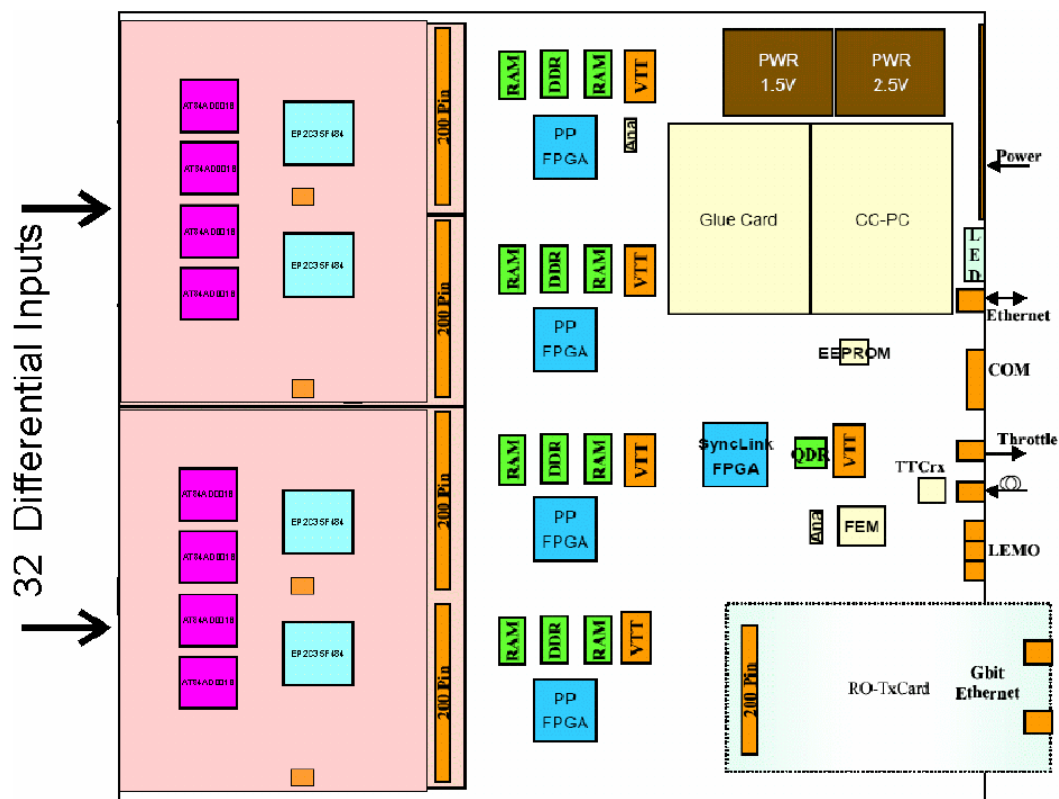 32 Differential Inputs
AT84AD001B
AT84AD001B
AT84AD001B
AT84AD001B
EP2C35F484
EP2C35F484
200 Pin
200 Pin
AT84AD001B
AT84AD001B
AT84AD001B
AT84AD001B
EP2C35F484
EP2C35F484
200 Pin
200 Pin
RAM
DDR
RAM
VTT
PP
FPGA
Ana
RAM
DDR
RAM
VTT
PP
FPGA
RAM
DDR
RAM
VTT
PP
FPGA
RAM
DDR
RAM
VTT
PP
FPGA
PWR
1.5V
PWR
2.5V
Glue Card
CC-PC
EEPROM
SyncLink
FPGA
QDR
VTT
TTCrx
Ana
FEM
Power
LED
Ethernet
COM
Throttle
LEMO
200 Pin
RO-TxCard
Gbit
Ethernet